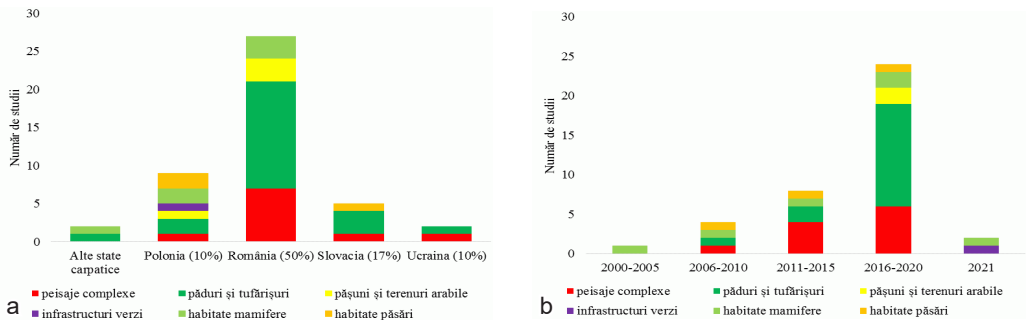 30
25
20
15
10
5
0
Număr de studii
Alte state
carpatice
Polonia (10%)
România (50%)
Slovacia (17%)
Ucraina (10%)
peisaje complexe
păduri și tufărișuri
pășuni și terenuri arabile
infrastructuri verzi
habitate mamifere
habitate păsări
a
30
25
20
15
10
5
0
Număr de studii
2000-2005
2006-2010
2011-2015
2016-2020
2021
peisaje complexe
păduri și tufărișuri
pășuni și terenuri arabile
infrastructuri verzi
habitate mamifere
habitate păsări
b